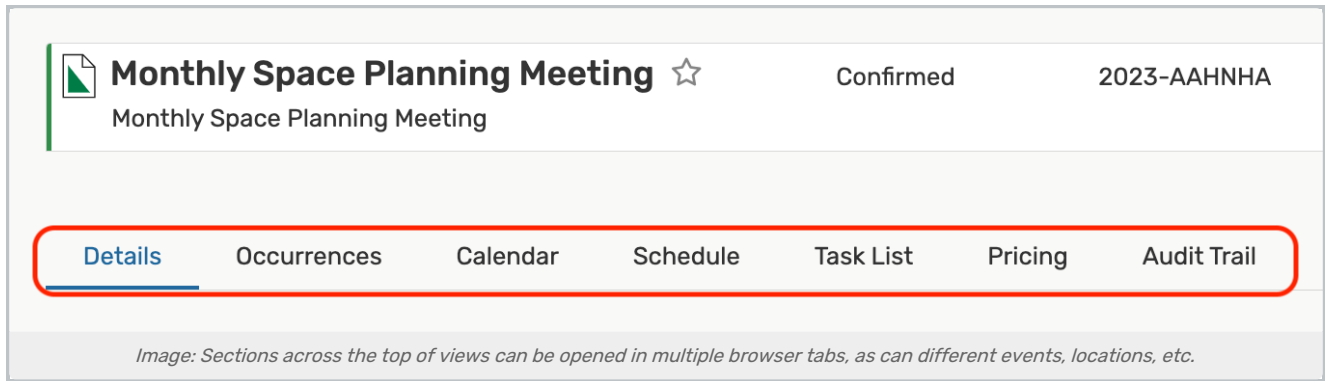 Monthly Space Planning Meeting Confirmed 2023-AAHNHA
Monthly Space Planning Meeting
Details Occurrences Calendar Schedule Task List Pricing Audit Trail
Image: Sections across the top of views can be opened in multiple browser tabs, as can different events, locations, etc.